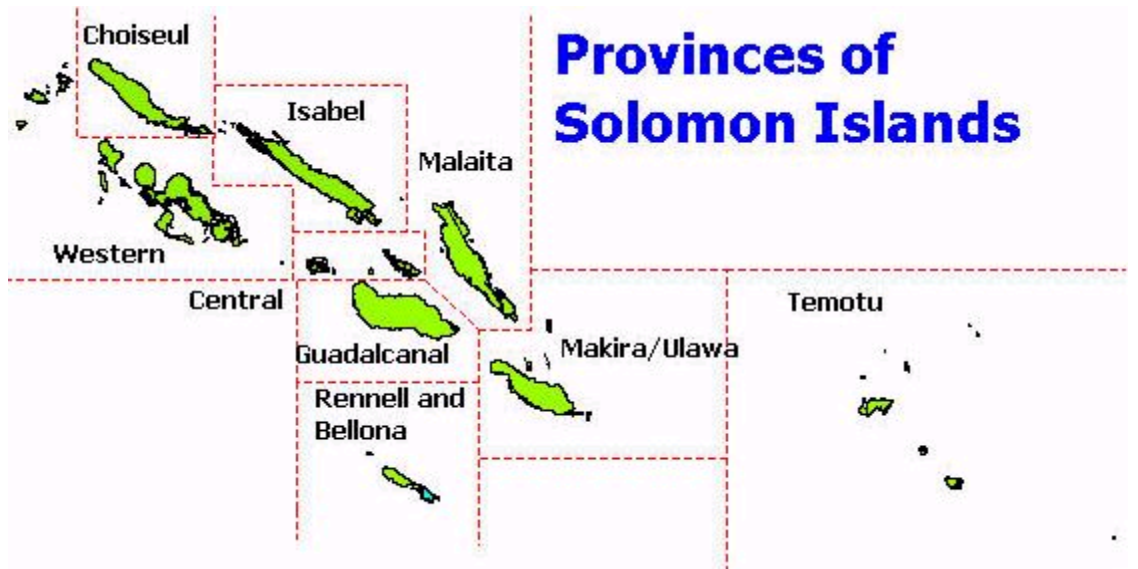 Provinces of
Solomon Islands
Choiseul
Isabel
Malaita
Western
Central
Temotu
Guadalcanal
Makira/Ulawa
Rennell and
Bellona